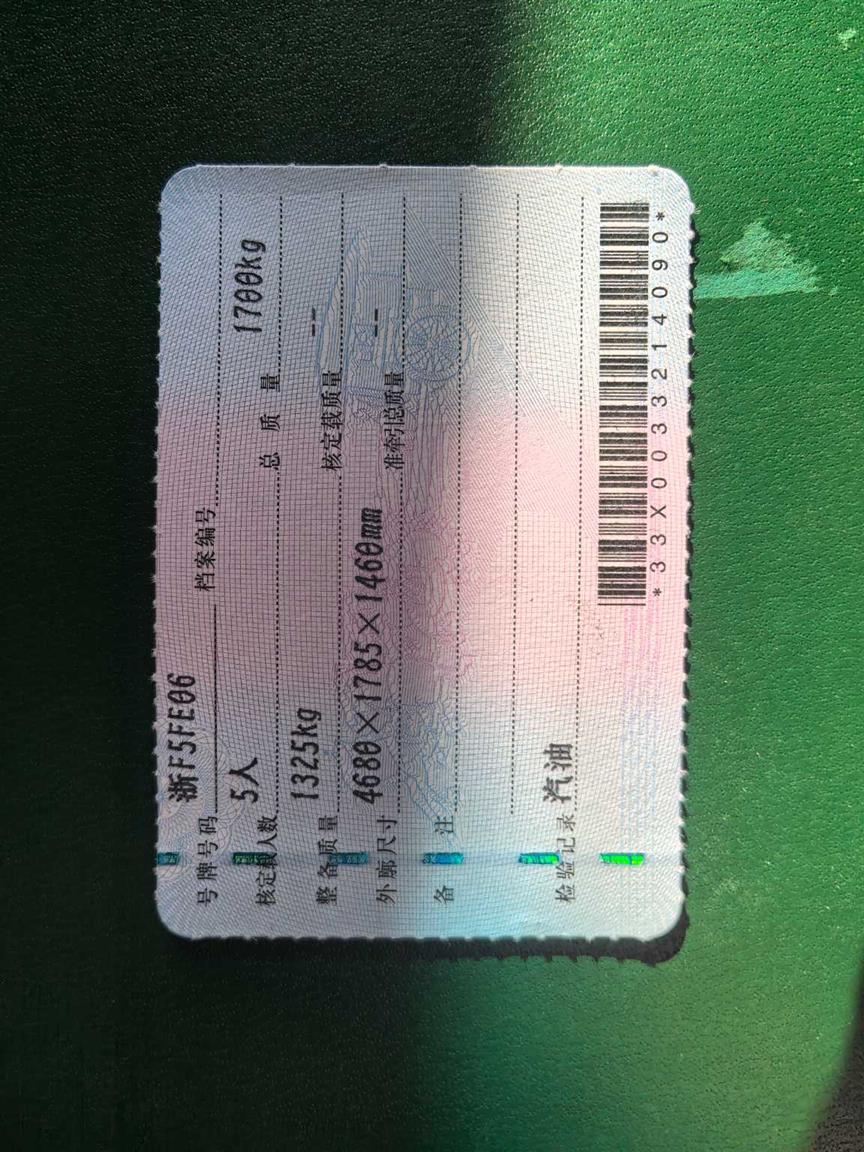 号牌号码 浙F5FE06 档案编号
核定载人数 5人 总质量 1700kg
整备质量 1325kg 核定载质量 --
外廓尺寸 4680×1785×1460mm 准牵引总质量 --
备注
检验记录 汽油
*33X0033214090*